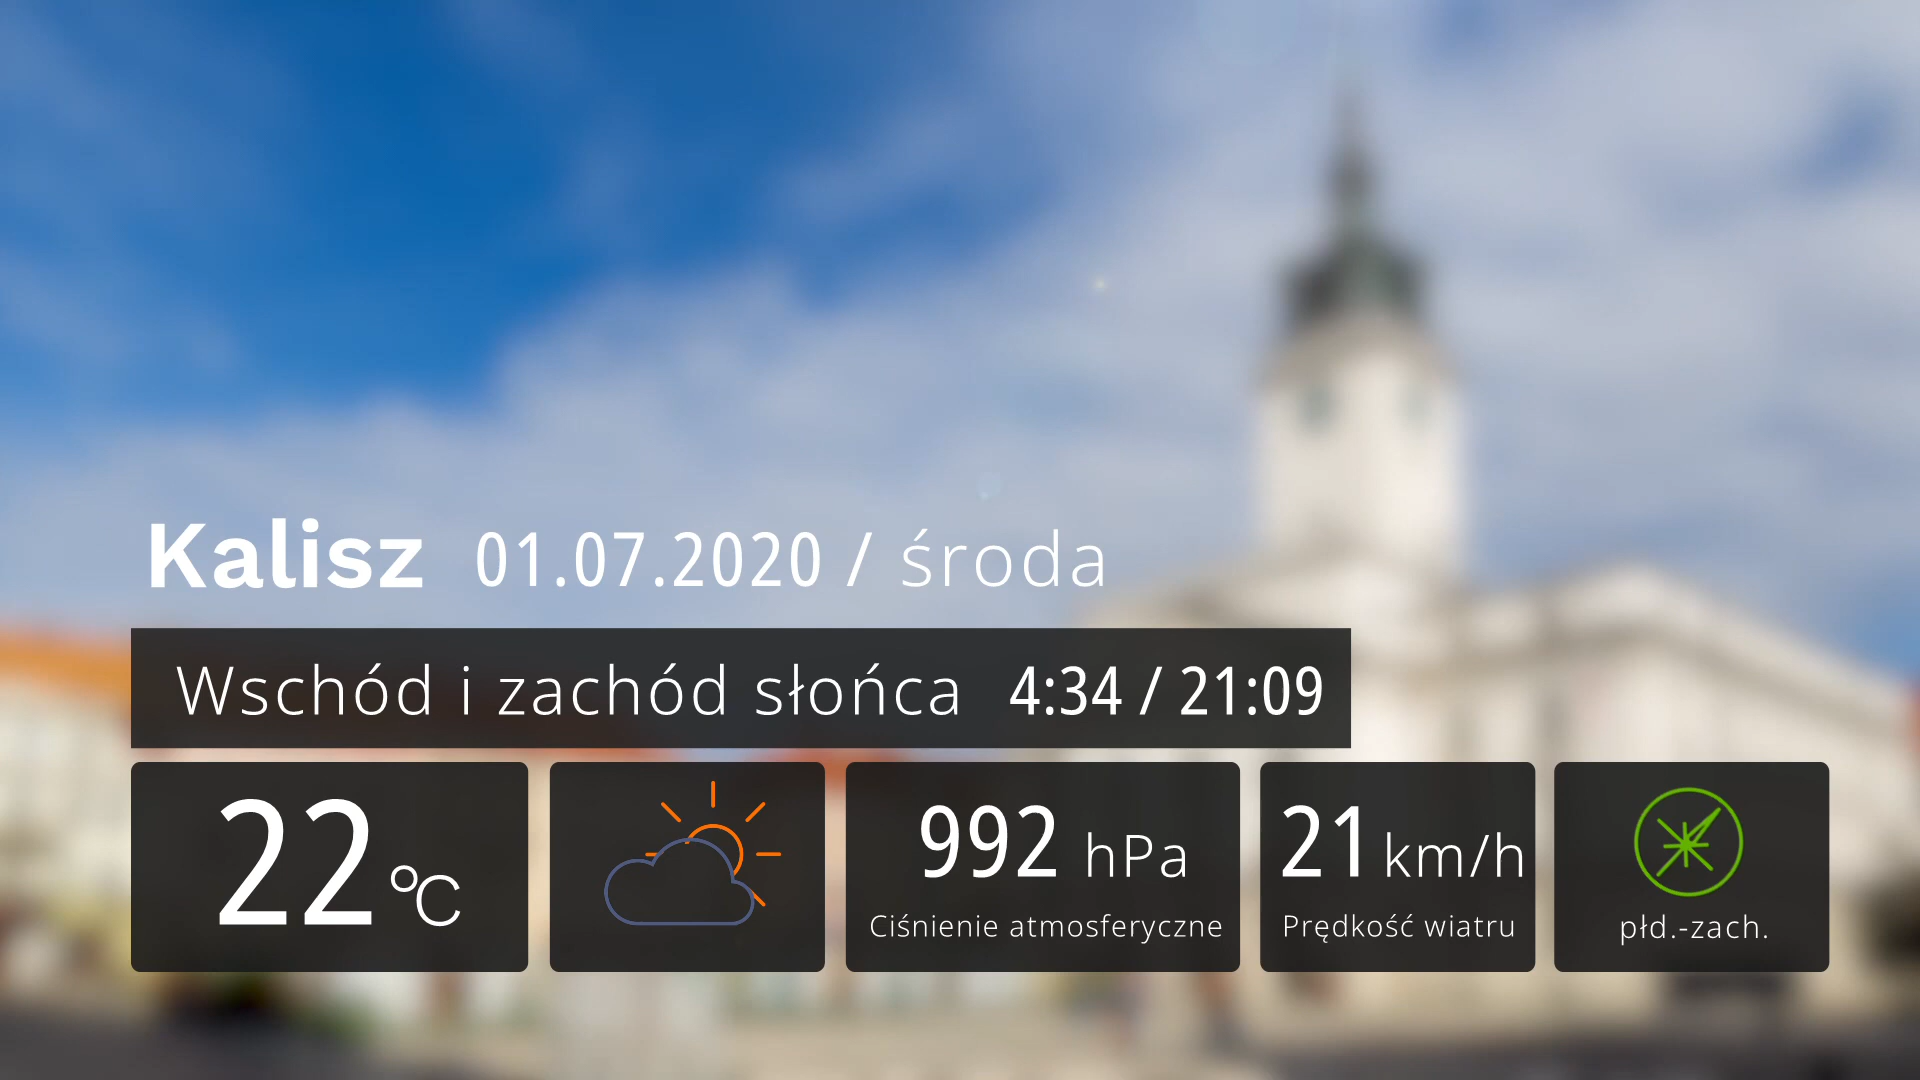 Kalisz 01.07.2020 / środa
Wschód i zachód słońca 4:34 / 21:09
22 °C
992 hPa
Ciśnienie atmosferyczne
21 km/h
Prędkość wiatru
płd.-zach.